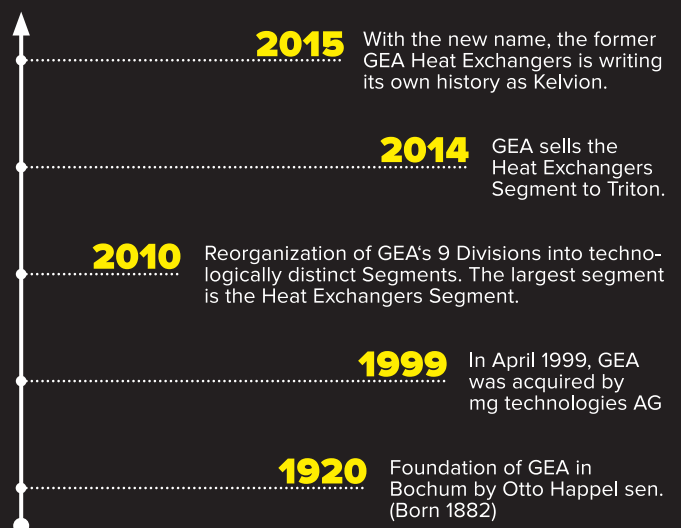 2015
With the new name, the former
GEA Heat Exchangers is writing
its own history as Kelvion.
2014
GEA sells the
Heat Exchangers
Segment to Triton.
2010
Reorganization of GEA‘s 9 Divisions into techno-
logically distinct Segments. The largest segment
is the Heat Exchangers Segment.
1999
In April 1999, GEA
was acquired by
mg technologies AG
1920
Foundation of GEA in
Bochum by Otto Happel sen.
(Born 1882)